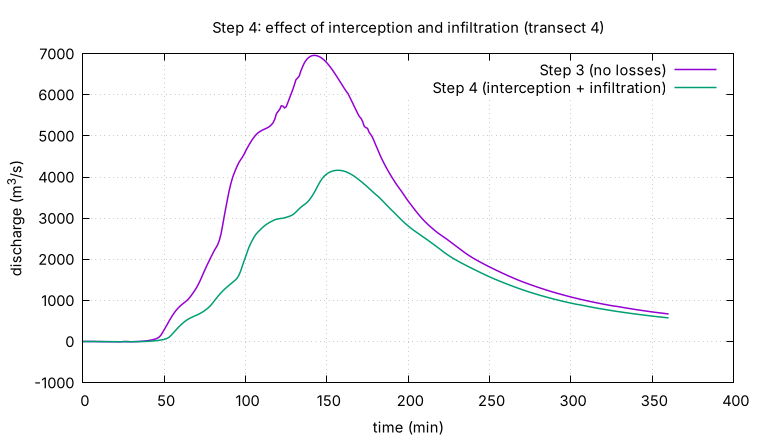 Step 4: effect of interception and infiltration (transect 4)
Step 3 (no losses)
Step 4 (interception + infiltration)
discharge (m³/s)
7000
6000
5000
4000
3000
2000
1000
0
-1000
0 50 100 150 200 250 300 350 400
time (min)